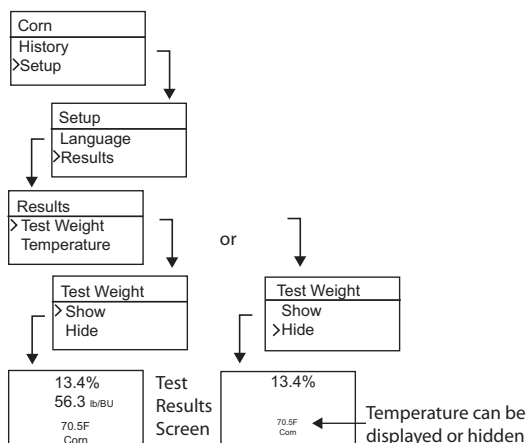 Corn
History
>Setup
Setup
Language
>Results
Results
> Test Weight
Temperature
or
Test Weight
> Show
Hide
Test Weight
Show
>Hide
13.4%
56.3 lb/BU
70.5F
Corn
Test
Results
Screen
13.4%
70.5F
Corn
Temperature can be
displayed or hidden